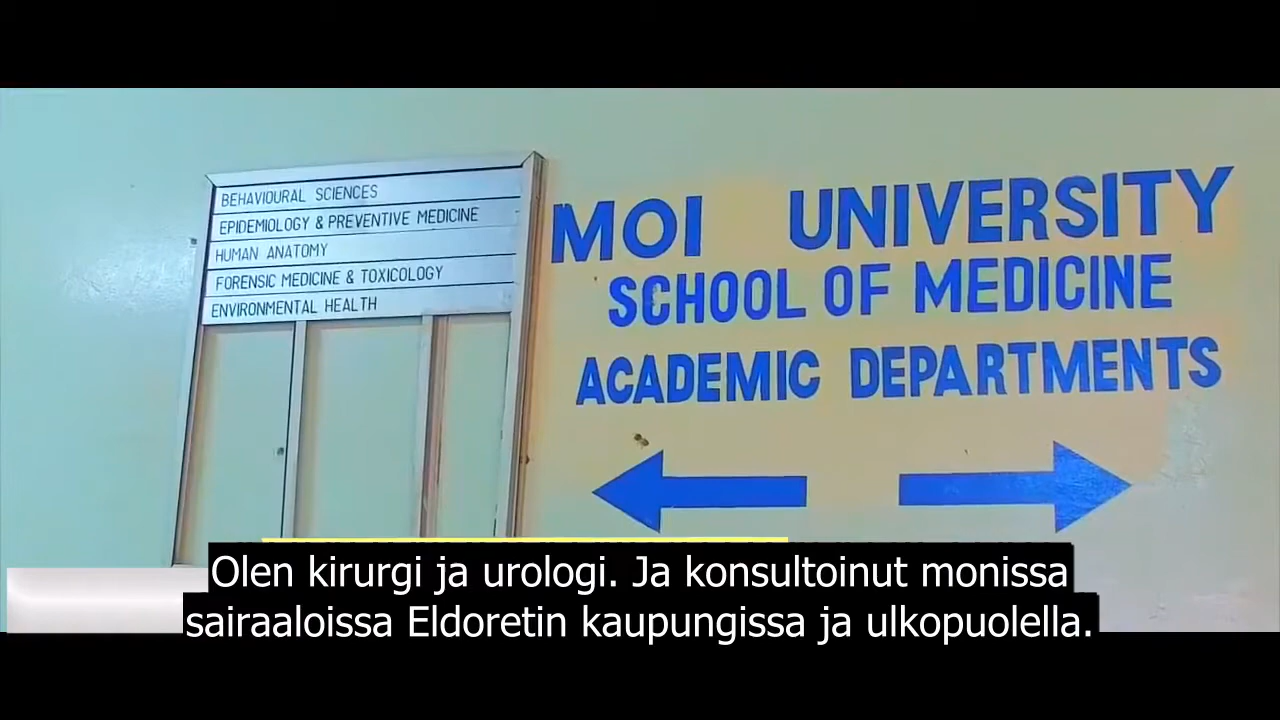 BEHAVIOURAL SCIENCES
EPIDEMIOLOGY & PREVENTIVE MEDICINE
HUMAN ANATOMY
FORENSIC MEDICINE & TOXICOLOGY
ENVIRONMENTAL HEALTH
MOI UNIVERSITY
SCHOOL OF MEDICINE
ACADEMIC DEPARTMENTS
Olen kirurgi ja urologi. Ja konsultoinut monissa
sairaaloissa Eldoretin kaupungissa ja ulkopuolella.